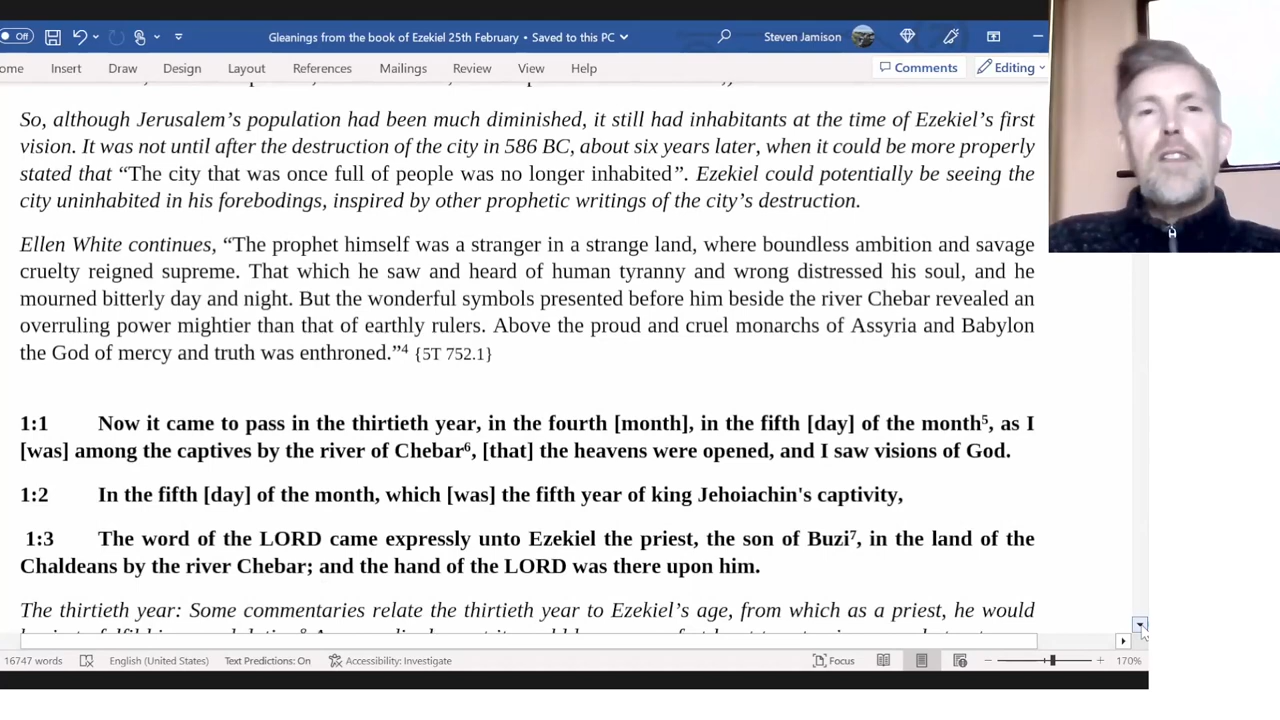 Off
Gleanings from the book of Ezekiel 25th February • Saved to this PC
Steven Jamison
ome Insert Draw Design Layout References Mailings Review View Help Comments Editing
So, although Jerusalem's population had been much diminished, it still had inhabitants at the time of Ezekiel's first
vision. It was not until after the destruction of the city in 586 BC, about six years later, when it could be more properly
stated that “The city that was once full of people was no longer inhabited”. Ezekiel could potentially be seeing the
city uninhabited in his forebodings, inspired by other prophetic writings of the city's destruction.
Ellen White continues, “The prophet himself was a stranger in a strange land, where boundless ambition and savage
cruelty reigned supreme. That which he saw and heard of human tyranny and wrong distressed his soul, and he
mourned bitterly day and night. But the wonderful symbols presented before him beside the river Chebar revealed an
overruling power mightier than that of earthly rulers. Above the proud and cruel monarchs of Assyria and Babylon
the God of mercy and truth was enthroned.”⁴ {5T 752.1}
1:1 Now it came to pass in the thirtieth year, in the fourth [month], in the fifth [day] of the month⁵, as I
[was] among the captives by the river of Chebar⁶, [that] the heavens were opened, and I saw visions of God.
1:2 In the fifth [day] of the month, which [was] the fifth year of king Jehoiachin's captivity,
1:3 The word of the LORD came expressly unto Ezekiel the priest, the son of Buzi⁷, in the land of the
Chaldeans by the river Chebar; and the hand of the LORD was there upon him.
The thirtieth year: Some commentaries relate the thirtieth year to Ezekiel's age, from which as a priest, he would
16747 words English (United States) Text Predictions: On Accessibility: Investigate Focus 170%